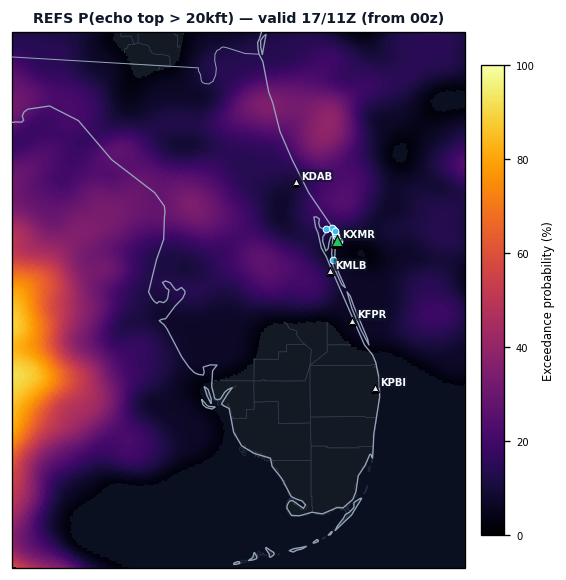 REFS P(echo top > 20kft) — valid 17/11Z (from 00z)
KDAB
KXMR
KMLB
KFPR
KPBI
100
80
60
40
20
0
Exceedance probability (%)